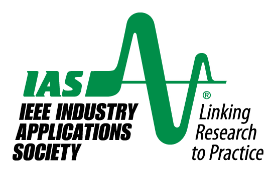 IAS
IEEE INDUSTRY
APPLICATIONS
SOCIETY
®
Linking
Research
to Practice